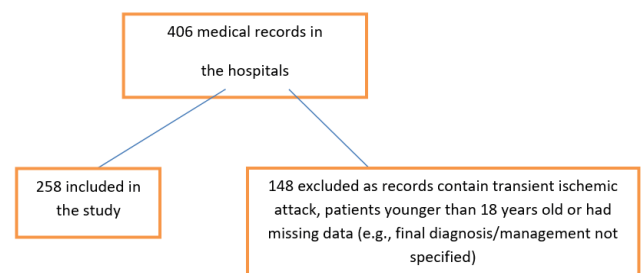 406 medical records in
the hospitals
258 included in
the study
148 excluded as records contain transient ischemic
attack, patients younger than 18 years old or had
missing data (e.g., final diagnosis/management not
specified)